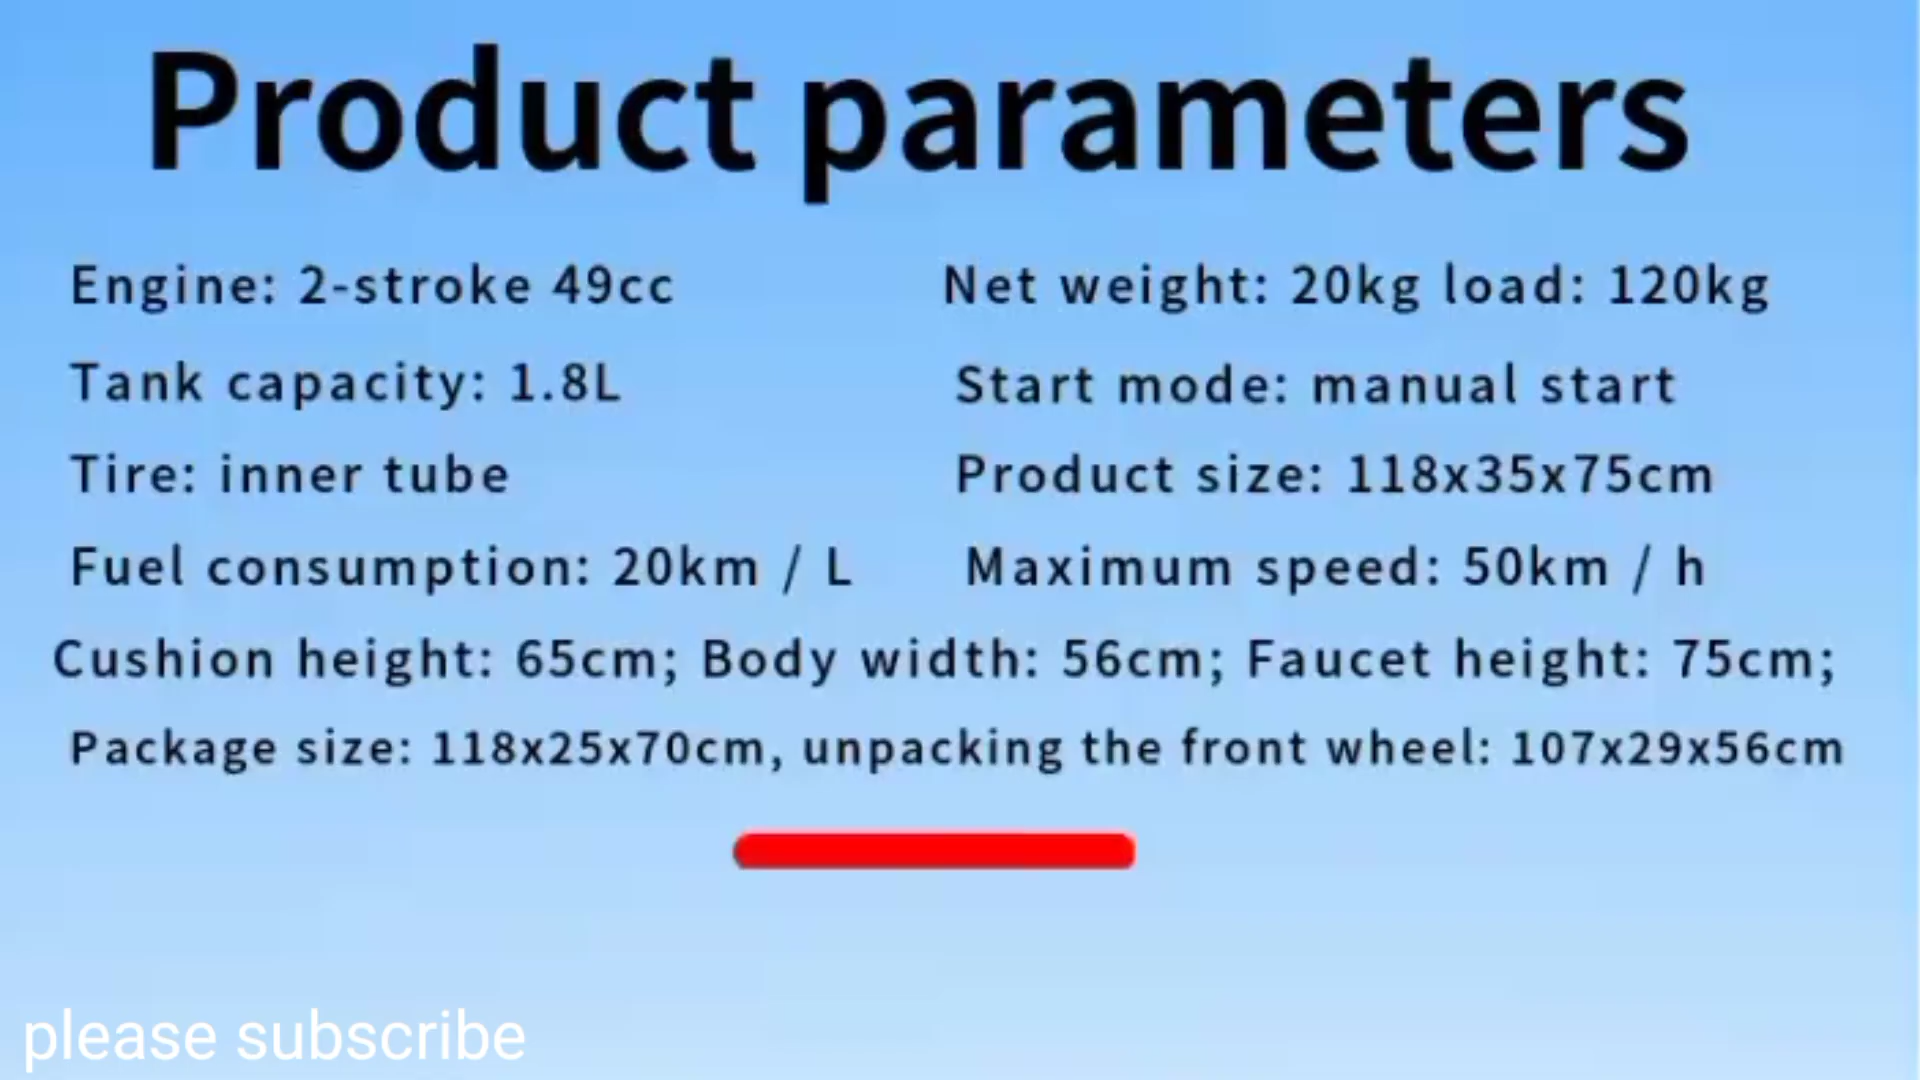 Product parameters
Engine: 2-stroke 49cc
Net weight: 20kg load: 120kg
Tank capacity: 1.8L
Start mode: manual start
Tire: inner tube
Product size: 118x35x75cm
Fuel consumption: 20km / L
Maximum speed: 50km / h
Cushion height: 65cm; Body width: 56cm; Faucet height: 75cm;
Package size: 118x25x70cm, unpacking the front wheel: 107x29x56cm
please subscribe